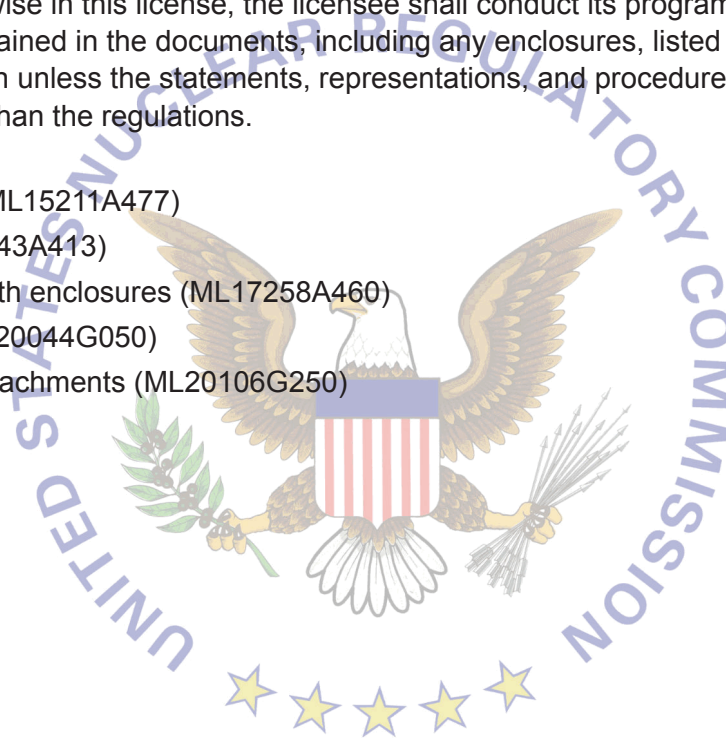 wise in this license, the licensee shall conduct its program
ained in the documents, including any enclosures, listed
n unless the statements, representations, and procedure
han the regulations.
ML15211A477)
43A413)
th enclosures (ML17258A460)
20044G050)
achments (ML20106G250)
UNITED STATES NUCLEAR REGULATORY COMMISSION